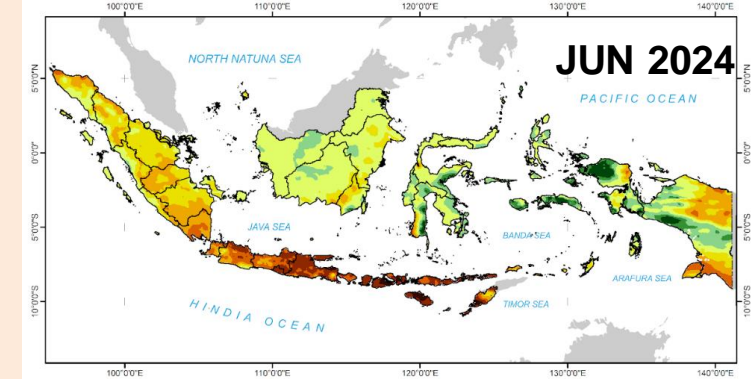 100°0'0"E 110°0'0"E 120°0'0"E 130°0'0"E 140°0'0"E
NORTH NATUNA SEA
JUN 2024
PACIFIC OCEAN
5°0'0"N 5°0'0"N
0°0'0" 0°0'0"
JAVA SEA
BANDA SEA
5°0'0"S 5°0'0"S
ARAFURA SEA
HINDIA OCEAN
TIMOR SEA
10°0'0"S 10°0'0"S
100°0'0"E 110°0'0"E 120°0'0"E 130°0'0"E 140°0'0"E